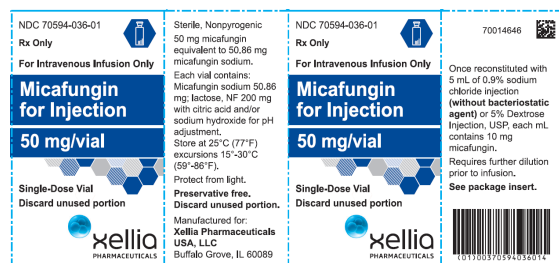 NDC 70594-036-01
Rx Only
For Intravenous Infusion Only
Micafungin
for Injection
50 mg/vial
Single-Dose Vial
Discard unused portion
xellia
PHARMACEUTICALS
Sterile, Nonpyrogenic
50 mg micafungin
equivalent to 50,86 mg
micafungin sodium.
Each vial contains:
Micafungin sodium 50.86
mg; lactose, NF 200 mg
with citric acid and/or
sodium hydroxide for pH
adjustment.
Store at 25°C (77°F)
excursions 15°-30°C
(59°-86°F).
Protect from light.
Preservative free.
Discard unused portion.
Manufactured for:
Xellia Pharmaceuticals
USA, LLC
Buffalo Grove, IL 60089
NDC 70594-036-01
Rx Only
For Intravenous Infusion Only
Micafungin
for Injection
50 mg/vial
Single-Dose Vial
Discard unused portion
xellia
PHARMACEUTICALS
70014646
Once reconstituted with
5 mL of 0.9% sodium
chloride injection
(without bacteriostatic
agent) or 5% Dextrose
Injection, USP, each mL
contains 10 mg
micafungin.
Requires further dilution
prior to infusion.
See package insert.
(01)00370594036014